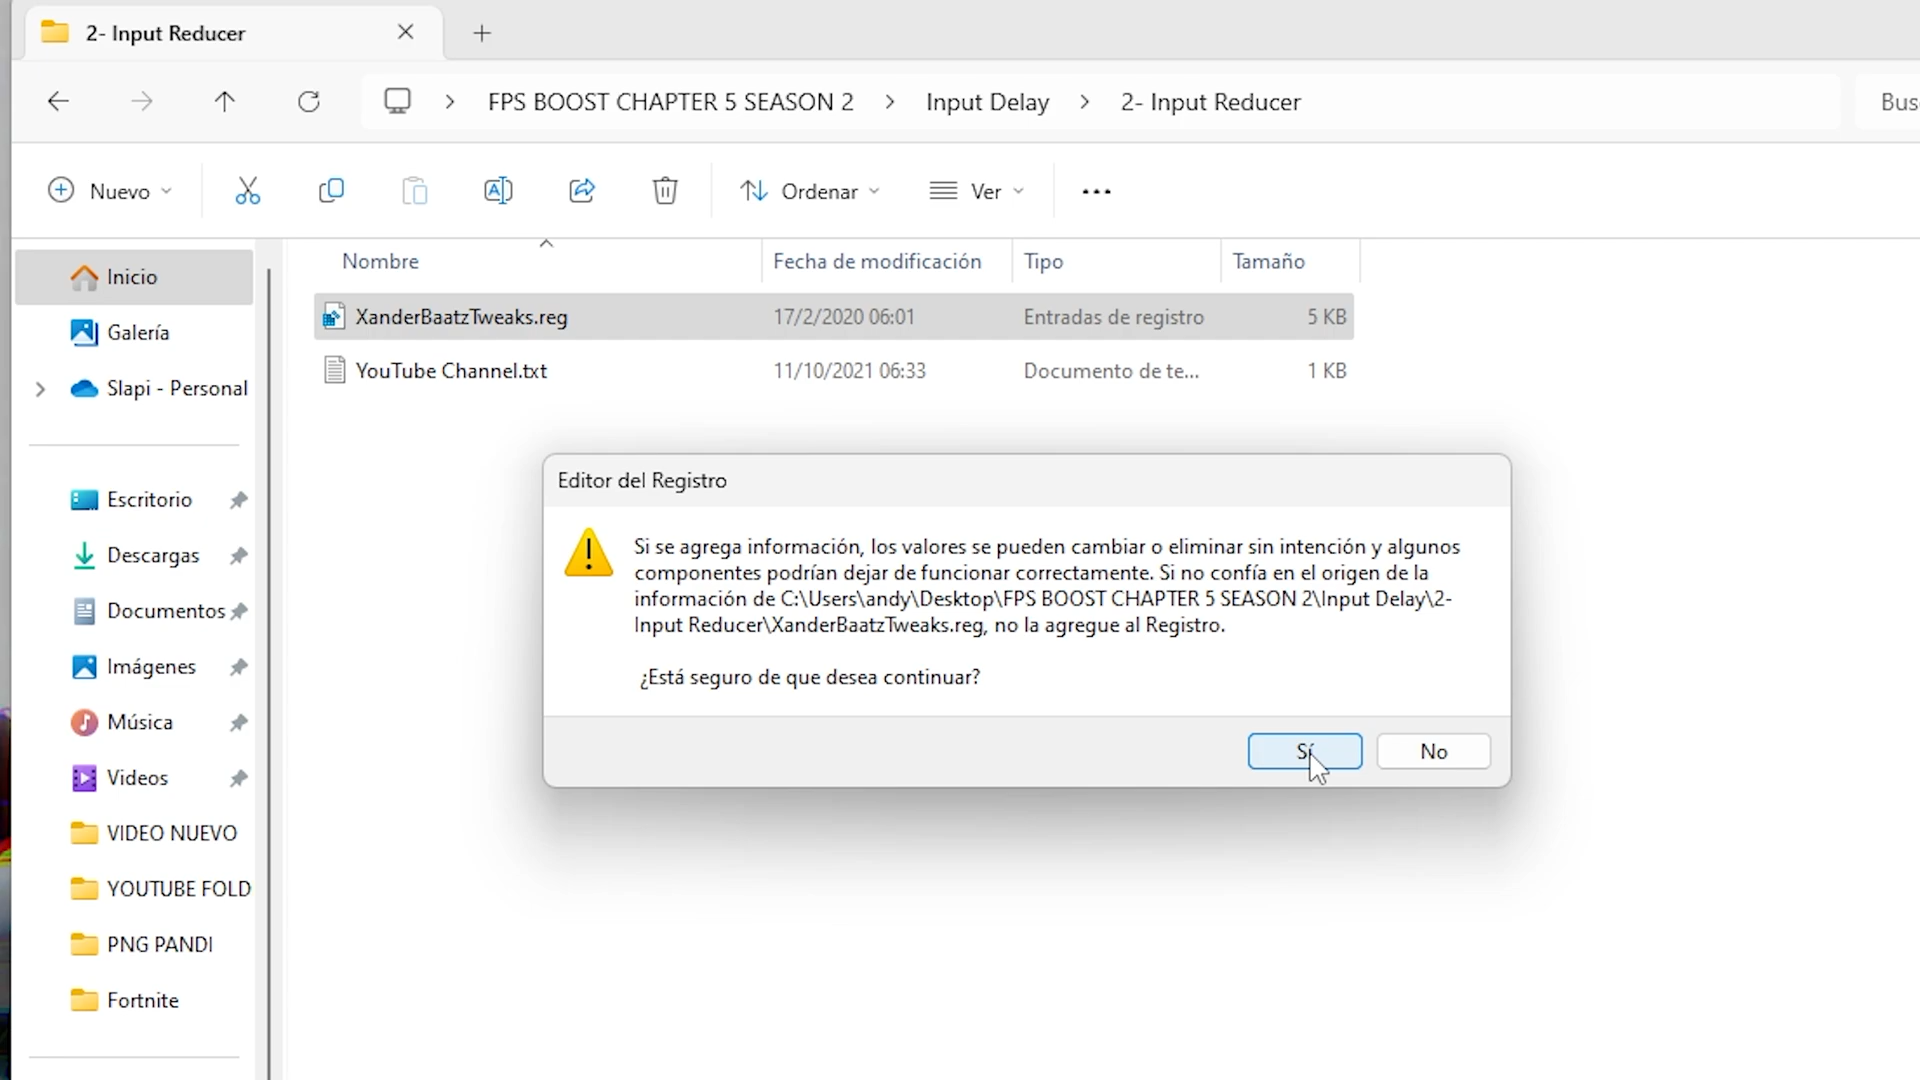 2- Input Reducer
FPS BOOST CHAPTER 5 SEASON 2 > Input Delay > 2- Input Reducer
Bus
Nuevo
Ordenar
Ver
Nombre
Fecha de modificación
Tipo
Tamaño
XanderBaatzTweaks.reg
17/2/2020 06:01
Entradas de registro
5 KB
YouTube Channel.txt
11/10/2021 06:33
Documento de te...
1 KB
Inicio
Galería
Slapi - Personal
Escritorio
Descargas
Documentos
Imágenes
Música
Videos
VIDEO NUEVO
YOUTUBE FOLD
PNG PANDI
Fortnite
Editor del Registro
Si se agrega información, los valores se pueden cambiar o eliminar sin intención y algunos
componentes podrían dejar de funcionar correctamente. Si no confía en el origen de la
información de C:\Users\andy\Desktop\FPS BOOST CHAPTER 5 SEASON 2\Input Delay\2-
Input Reducer\XanderBaatzTweaks.reg, no la agregue al Registro.
¿Está seguro de que desea continuar?
Sí
No